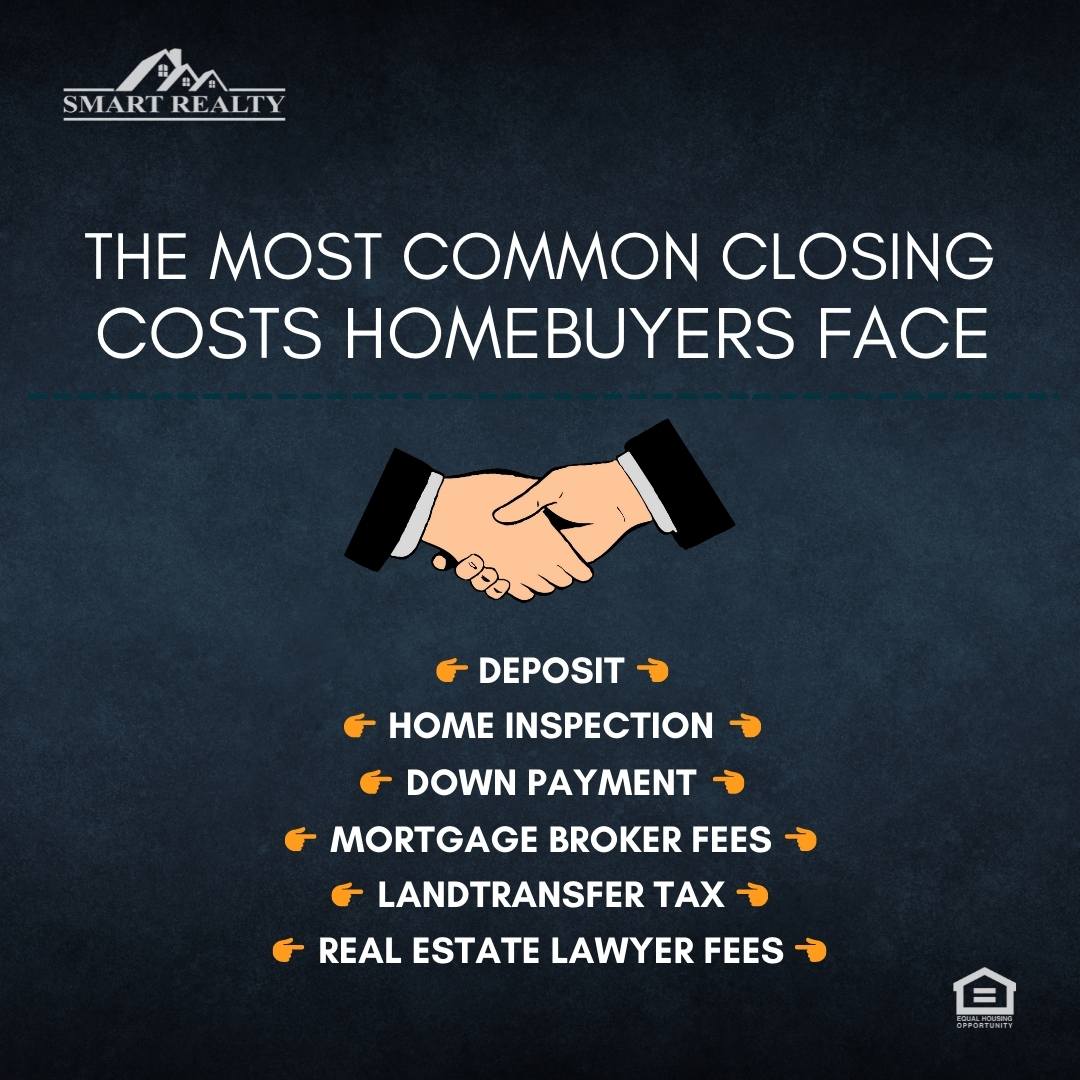 SMART REALTY
THE MOST COMMON CLOSING
COSTS HOMEBUYERS FACE
DEPOSIT
HOME INSPECTION
DOWN PAYMENT
MORTGAGE BROKER FEES
LANDTRANSFER TAX
REAL ESTATE LAWYER FEES
EQUAL HOUSING
OPPORTUNITY